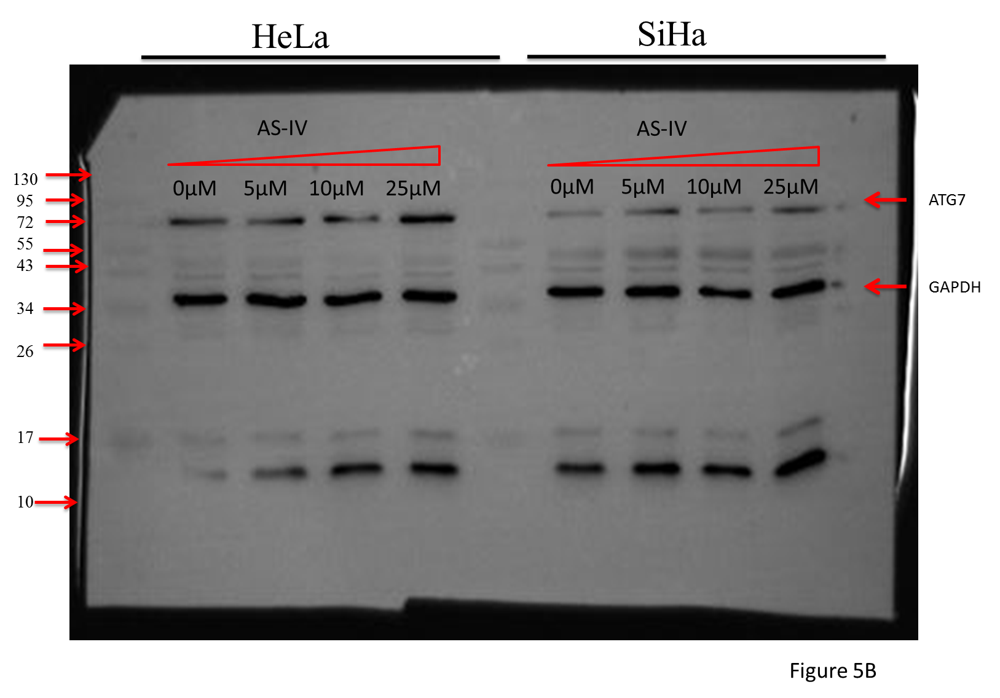 HeLa SiHa
AS-IV AS-IV
0μM 5μM 10μM 25μM 0μM 5μM 10μM 25μM
130
95
72
55
43
34
26
17
10
ATG7
GAPDH
Figure 5B